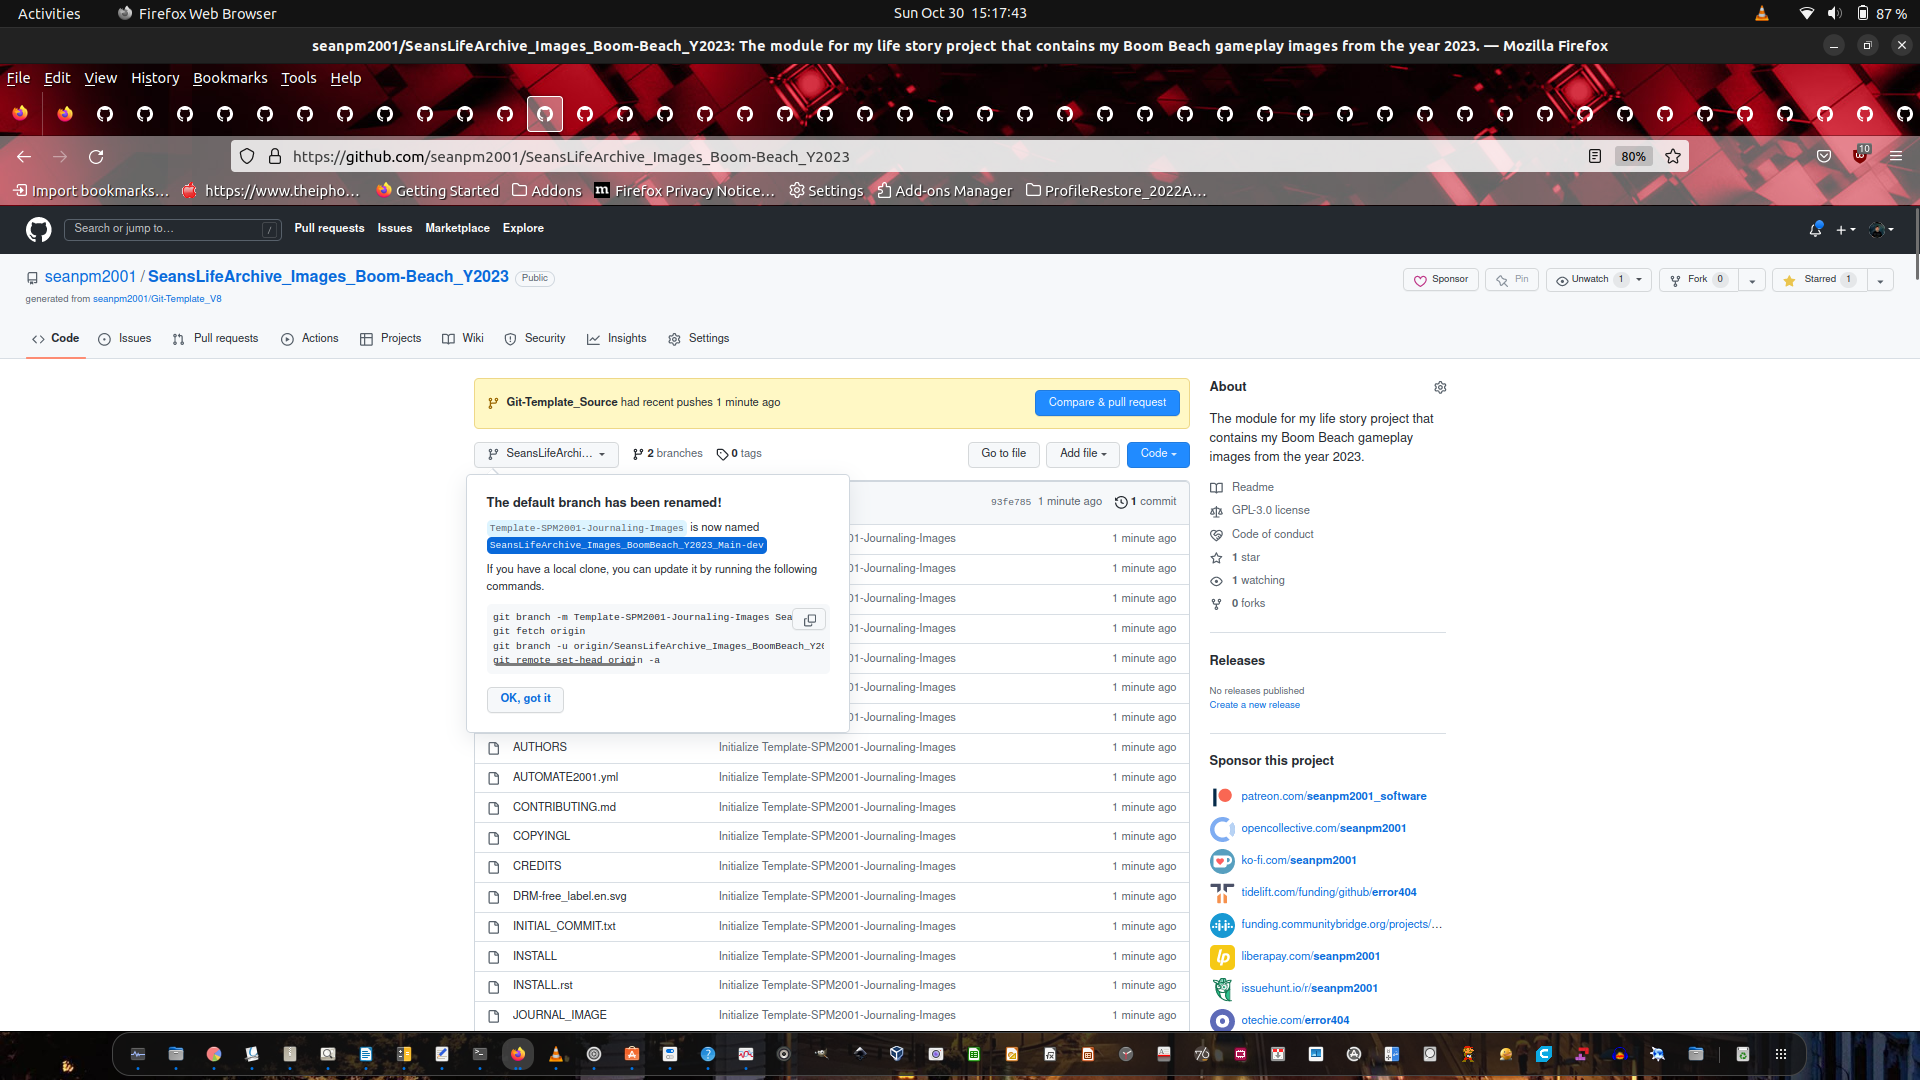 Activities
Firefox Web Browser
Sun Oct 30 15:17:43
87 %
seanpm2001/SeansLifeArchive_Images_Boom-Beach_Y2023: The module for my life story project that contains my Boom Beach gameplay images from the year 2023. — Mozilla Firefox
File Edit View History Bookmarks Tools Help
https://github.com/seanpm2001/SeansLifeArchive_Images_Boom-Beach_Y2023
80%
10
Import bookmarks… https://www.theipho… Getting Started Addons Firefox Privacy Notice… Settings Add-ons Manager ProfileRestore_2022A…
Search or jump to… /
Pull requests Issues Marketplace Explore
seanpm2001 / SeansLifeArchive_Images_Boom-Beach_Y2023 Public
generated from seanpm2001/Git-Template_V8
Sponsor Pin Unwatch 1 Fork 0 Starred 1
Code Issues Pull requests Actions Projects Wiki Security Insights Settings
Git-Template_Source had recent pushes 1 minute ago
Compare & pull request
SeansLifeArchi… 2 branches 0 tags
Go to file Add file Code
The default branch has been renamed!
Template-SPM2001-Journaling-Images is now named
SeansLifeArchive_Images_BoomBeach_Y2023_Main-dev
If you have a local clone, you can update it by running the following
commands.
git branch -m Template-SPM2001-Journaling-Images Sea
git fetch origin
git branch -u origin/SeansLifeArchive_Images_BoomBeach_Y20
git remote set-head origin -a
OK, got it
93fe785 1 minute ago 1 commit
01-Journaling-Images 1 minute ago
01-Journaling-Images 1 minute ago
01-Journaling-Images 1 minute ago
01-Journaling-Images 1 minute ago
01-Journaling-Images 1 minute ago
01-Journaling-Images 1 minute ago
01-Journaling-Images 1 minute ago
AUTHORS Initialize Template-SPM2001-Journaling-Images 1 minute ago
AUTOMATE2001.yml Initialize Template-SPM2001-Journaling-Images 1 minute ago
CONTRIBUTING.md Initialize Template-SPM2001-Journaling-Images 1 minute ago
COPYINGL Initialize Template-SPM2001-Journaling-Images 1 minute ago
CREDITS Initialize Template-SPM2001-Journaling-Images 1 minute ago
DRM-free_label.en.svg Initialize Template-SPM2001-Journaling-Images 1 minute ago
INITIAL_COMMIT.txt Initialize Template-SPM2001-Journaling-Images 1 minute ago
INSTALL Initialize Template-SPM2001-Journaling-Images 1 minute ago
INSTALL.rst Initialize Template-SPM2001-Journaling-Images 1 minute ago
JOURNAL_IMAGE Initialize Template-SPM2001-Journaling-Images 1 minute ago
About
The module for my life story project that
contains my Boom Beach gameplay
images from the year 2023.
Readme
GPL-3.0 license
Code of conduct
1 star
1 watching
0 forks
Releases
No releases published
Create a new release
Sponsor this project
patreon.com/seanpm2001_software
opencollective.com/seanpm2001
ko-fi.com/seanpm2001
tidelift.com/funding/github/error404
funding.communitybridge.org/projects/…
liberapay.com/seanpm2001
issuehunt.io/r/seanpm2001
otechie.com/error404